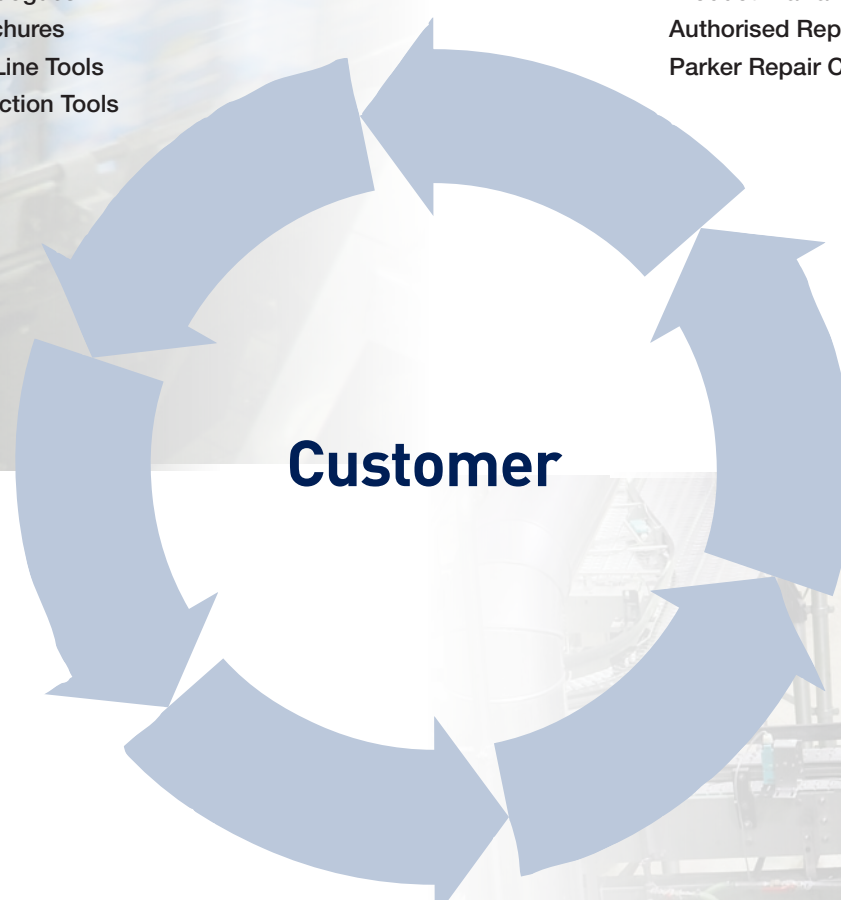 chures
Line Tools
ction Tools
Authorised Rep
Parker Repair C
Customer